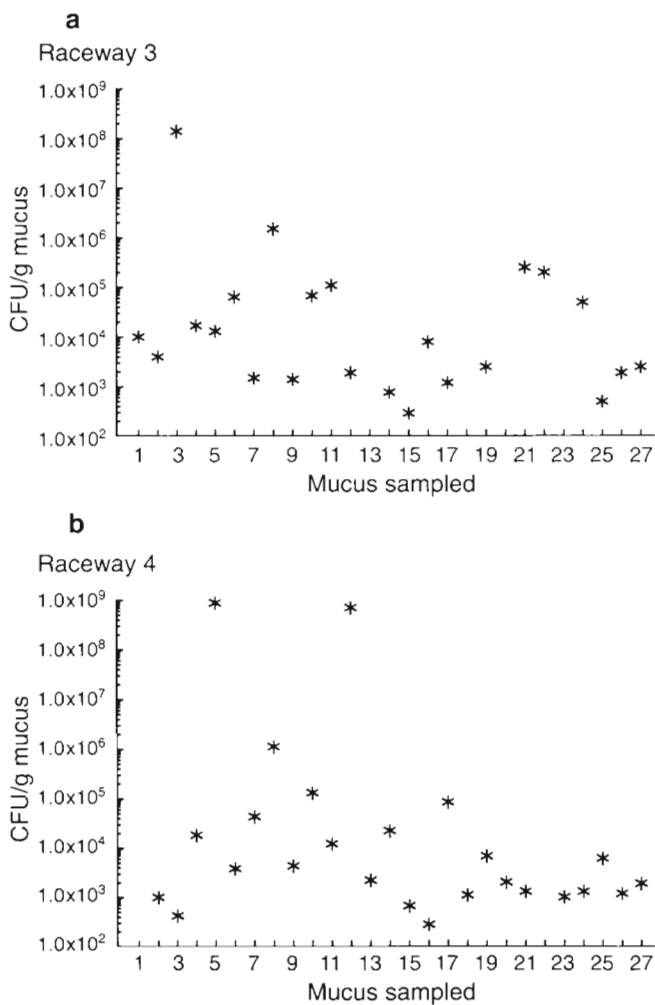 a
Raceway 3
1.0x10⁹
1.0x10⁸
1.0x10⁷
1.0x10⁶
1.0x10⁵
1.0x10⁴
1.0x10³
1.0x10²
CFU/g mucus
1 3 5 7 9 11 13 15 17 19 21 23 25 27
Mucus sampled
b
Raceway 4
1.0x10⁹
1.0x10⁸
1.0x10⁷
1.0x10⁶
1.0x10⁵
1.0x10⁴
1.0x10³
1.0x10²
CFU/g mucus
1 3 5 7 9 11 13 15 17 19 21 23 25 27
Mucus sampled